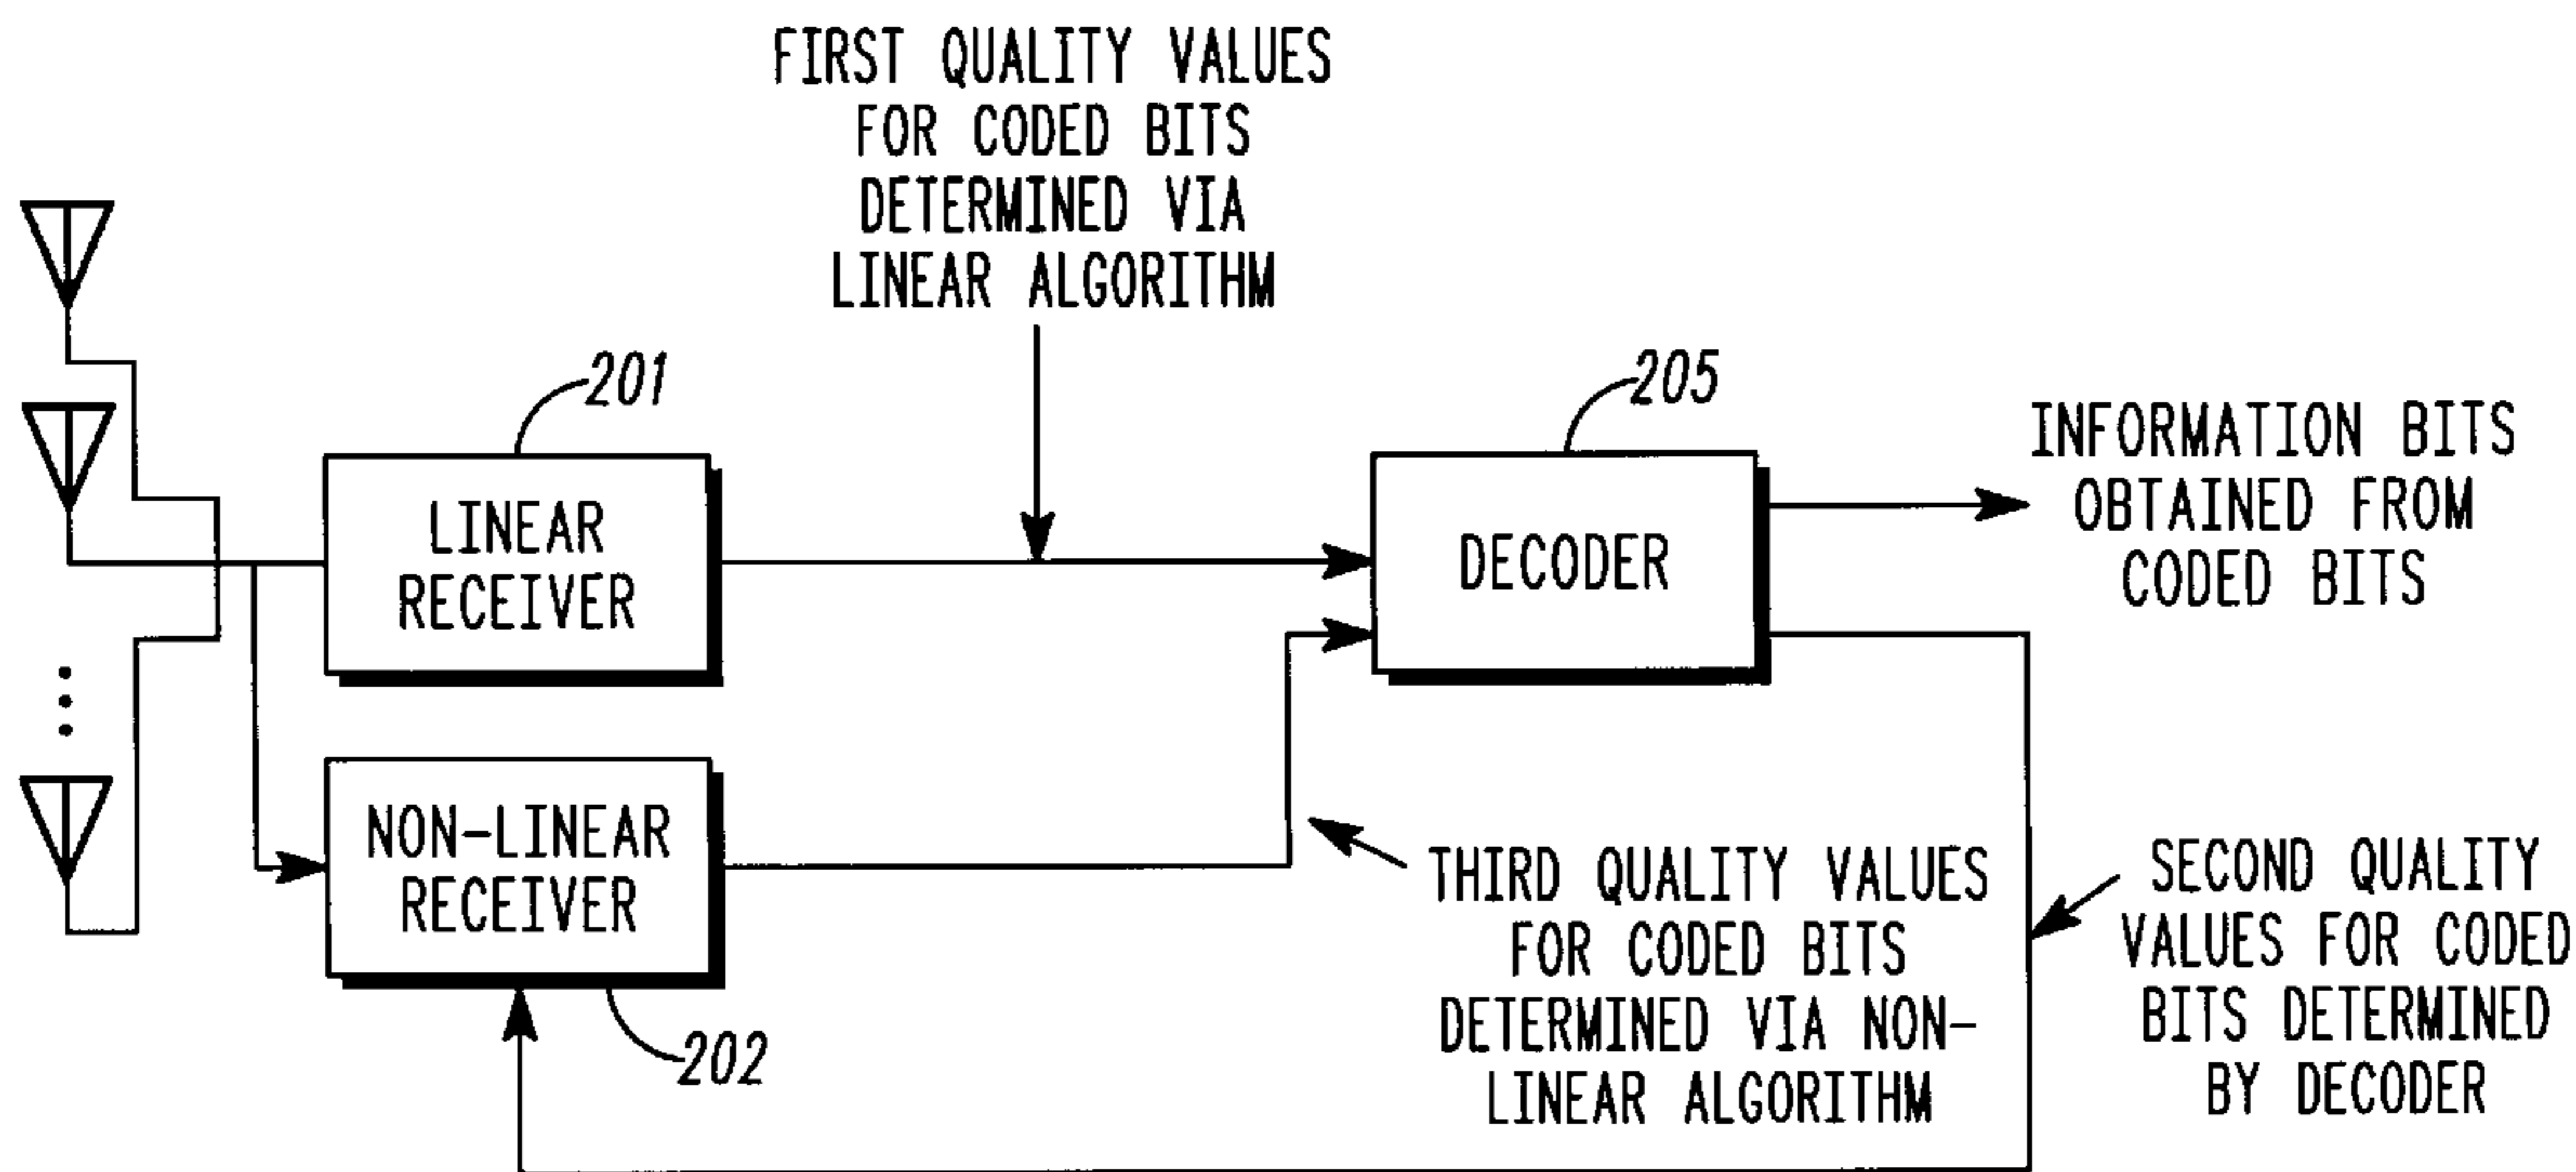 FIRST QUALITY VALUES
FOR CODED BITS
DETERMINED VIA
LINEAR ALGORITHM
201
205
LINEAR
RECEIVER
DECODER
INFORMATION BITS
OBTAINED FROM
CODED BITS
NON-LINEAR
RECEIVER
202
THIRD QUALITY VALUES
FOR CODED BITS
DETERMINED VIA NON-
LINEAR ALGORITHM
SECOND QUALITY
VALUES FOR CODED
BITS DETERMINED
BY DECODER